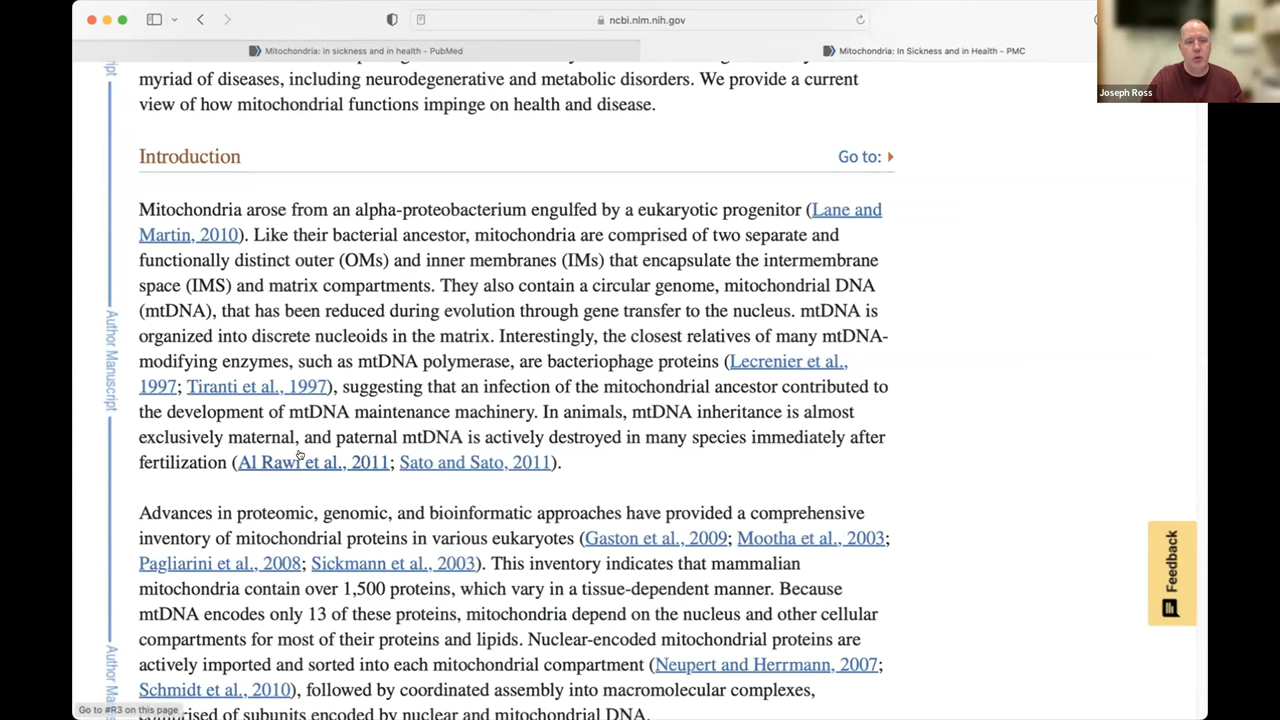 ncbi.nlm.nih.gov
Mitochondria: in sickness and in health - PubMed
Mitochondria: In Sickness and in Health - PMC
Joseph Ross
myriad of diseases, including neurodegenerative and metabolic disorders. We provide a current
view of how mitochondrial functions impinge on health and disease.
Introduction
Go to:
Mitochondria arose from an alpha-proteobacterium engulfed by a eukaryotic progenitor (Lane and
Martin, 2010). Like their bacterial ancestor, mitochondria are comprised of two separate and
functionally distinct outer (OMs) and inner membranes (IMs) that encapsulate the intermembrane
space (IMS) and matrix compartments. They also contain a circular genome, mitochondrial DNA
(mtDNA), that has been reduced during evolution through gene transfer to the nucleus. mtDNA is
organized into discrete nucleoids in the matrix. Interestingly, the closest relatives of many mtDNA-
modifying enzymes, such as mtDNA polymerase, are bacteriophage proteins (Lecrenier et al.,
1997; Tiranti et al., 1997), suggesting that an infection of the mitochondrial ancestor contributed to
the development of mtDNA maintenance machinery. In animals, mtDNA inheritance is almost
exclusively maternal, and paternal mtDNA is actively destroyed in many species immediately after
fertilization (Al Rawi et al., 2011; Sato and Sato, 2011).
Advances in proteomic, genomic, and bioinformatic approaches have provided a comprehensive
inventory of mitochondrial proteins in various eukaryotes (Gaston et al., 2009; Mootha et al., 2003;
Pagliarini et al., 2008; Sickmann et al., 2003). This inventory indicates that mammalian
mitochondria contain over 1,500 proteins, which vary in a tissue-dependent manner. Because
mtDNA encodes only 13 of these proteins, mitochondria depend on the nucleus and other cellular
compartments for most of their proteins and lipids. Nuclear-encoded mitochondrial proteins are
actively imported and sorted into each mitochondrial compartment (Neupert and Herrmann, 2007;
Schmidt et al., 2010), followed by coordinated assembly into macromolecular complexes,
comprised of subunits encoded by nuclear and mitochondrial DNA.
Author Manuscript
Feedback
Go to #R3 on this page